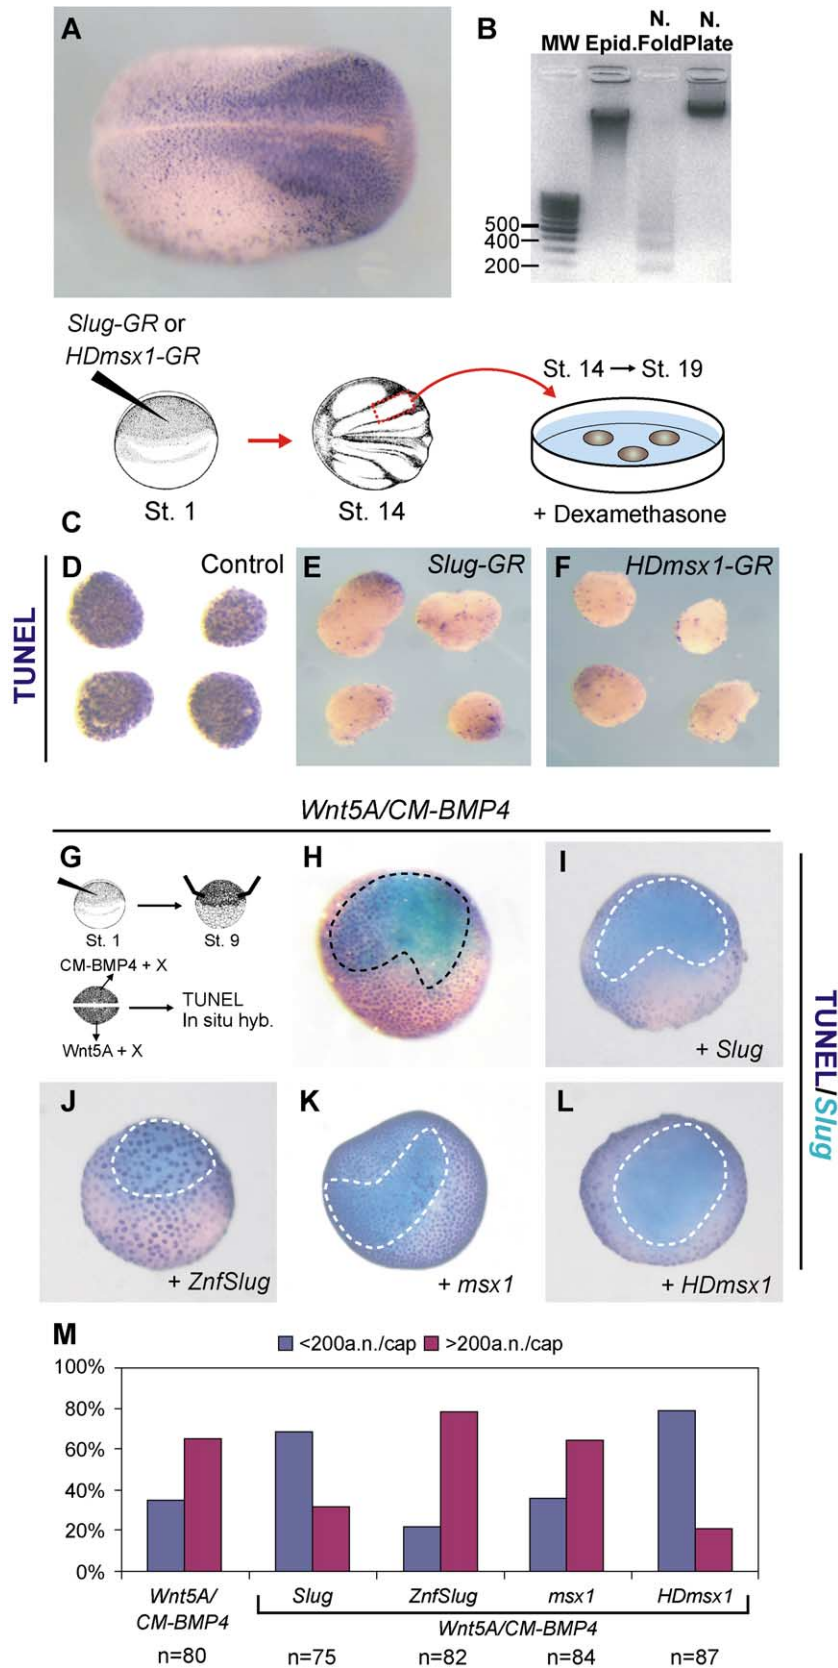 A
B
N. N.
MW Epid. Fold Plate
500
400
200
Slug-GR or
HDmsx1-GR
St. 14 → St. 19
St. 1
St. 14
+ Dexamethasone
C
TUNEL
D
Control
E
Slug-GR
F
HDmsx1-GR
Wnt5A/CM-BMP4
G
St. 1
St. 9
CM-BMP4 + X
TUNEL
In situ hyb.
Wnt5A + X
H
I
+ Slug
TUNEL/Slug
J
+ ZnfSlug
K
+ msx1
L
+ HDmsx1
M
<200a.n./cap >200a.n./cap
100%
80%
60%
40%
20%
0%
Wnt5A/
CM-BMP4
Slug ZnfSlug msx1 HDmsx1
Wnt5A/CM-BMP4
n=80 n=75 n=82 n=84 n=87